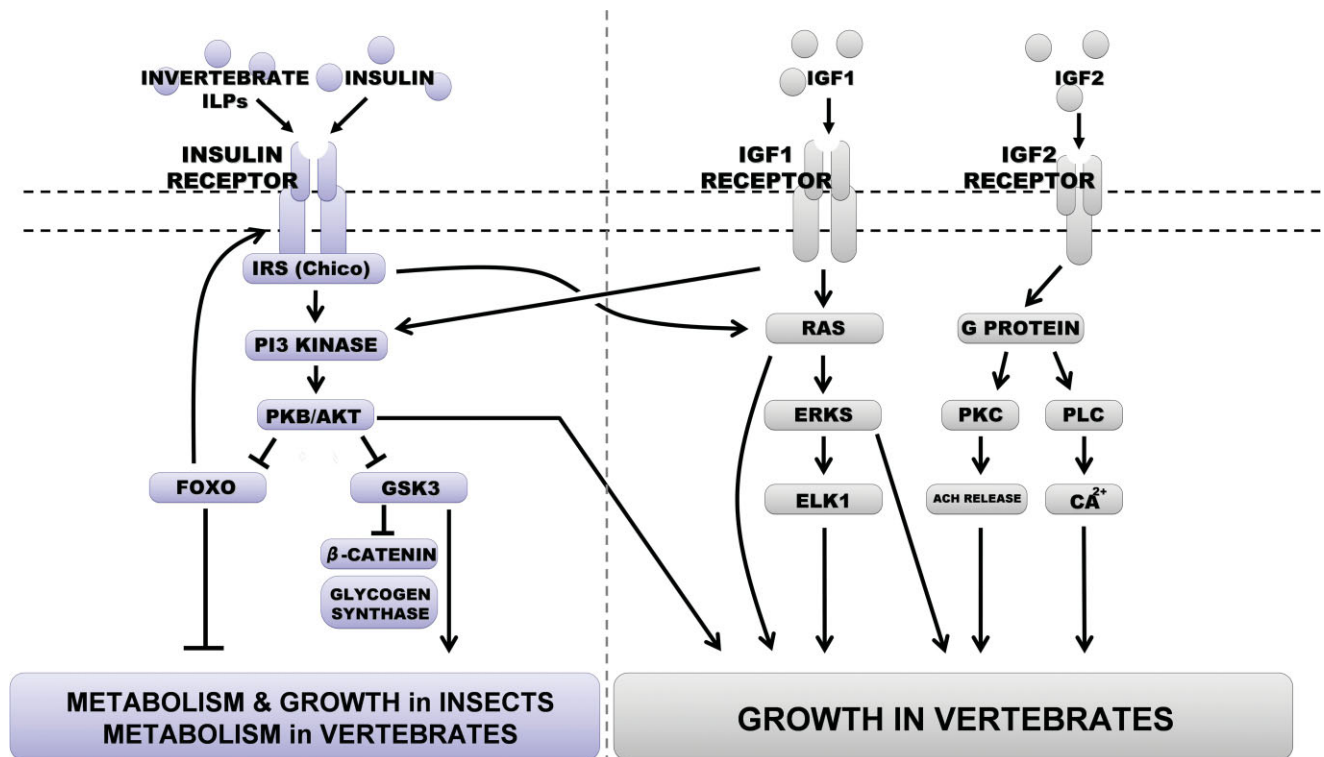 INVERTEBRATE
ILPs
INSULIN
IGF1
IGF2
INSULIN
RECEPTOR
IGF1
RECEPTOR
IGF2
RECEPTOR
IRS (Chico)
PI3 KINASE
RAS
G PROTEIN
PKB/AKT
ERKS
PKC
PLC
FOXO
GSK3
ELK1
ACH RELEASE
CA2+
β-CATENIN
GLYCOGEN
SYNTHASE
METABOLISM & GROWTH in INSECTS
METABOLISM in VERTEBRATES
GROWTH IN VERTEBRATES